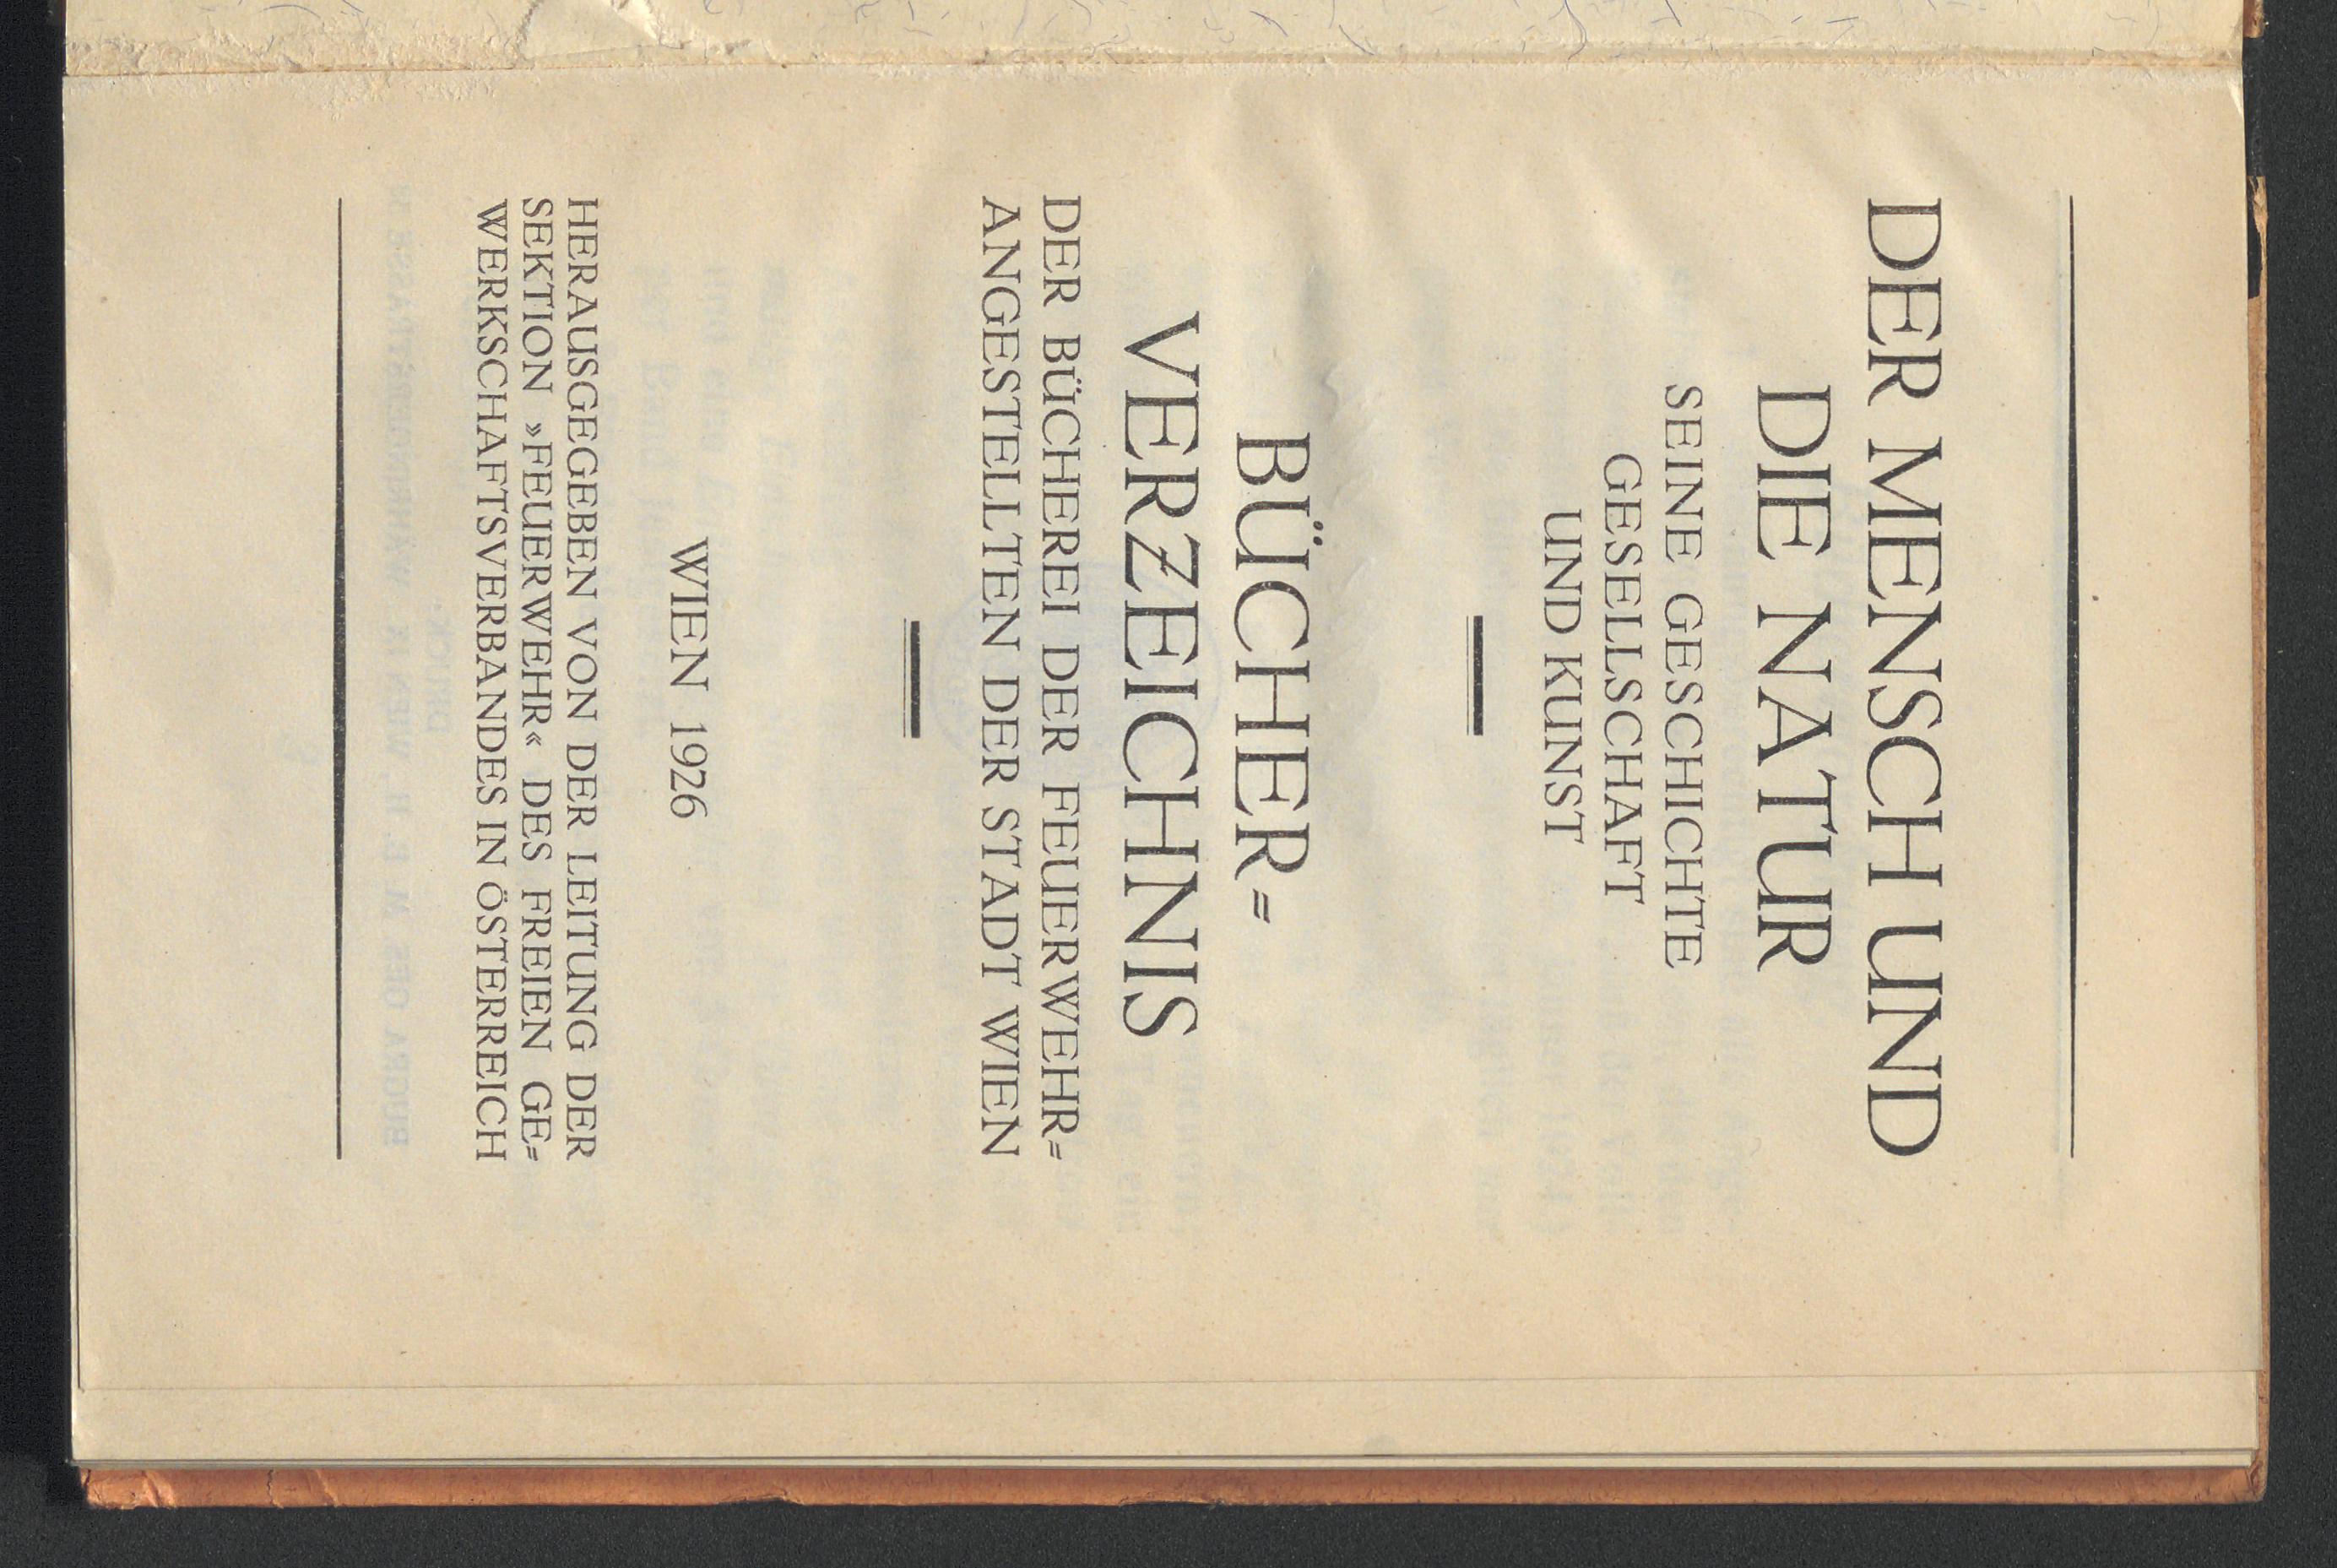 DER MENSCH UND
DIE NATUR
SEINE GESCHICHTE
GESELLSCHAFT
UND KUNST
BÜCHER=
VERZEICHNIS
DER BÜCHEREI DER FEUERWEHR=
ANGESTELLTEN DER STADT WIEN
WIEN 1926
HERAUSGEGEBEN VON DER LEITUNG DER
SEKTION »FEUERWEHR« DES FREIEN GE=
WERKSCHAFTSVERBANDES IN ÖSTERREICH